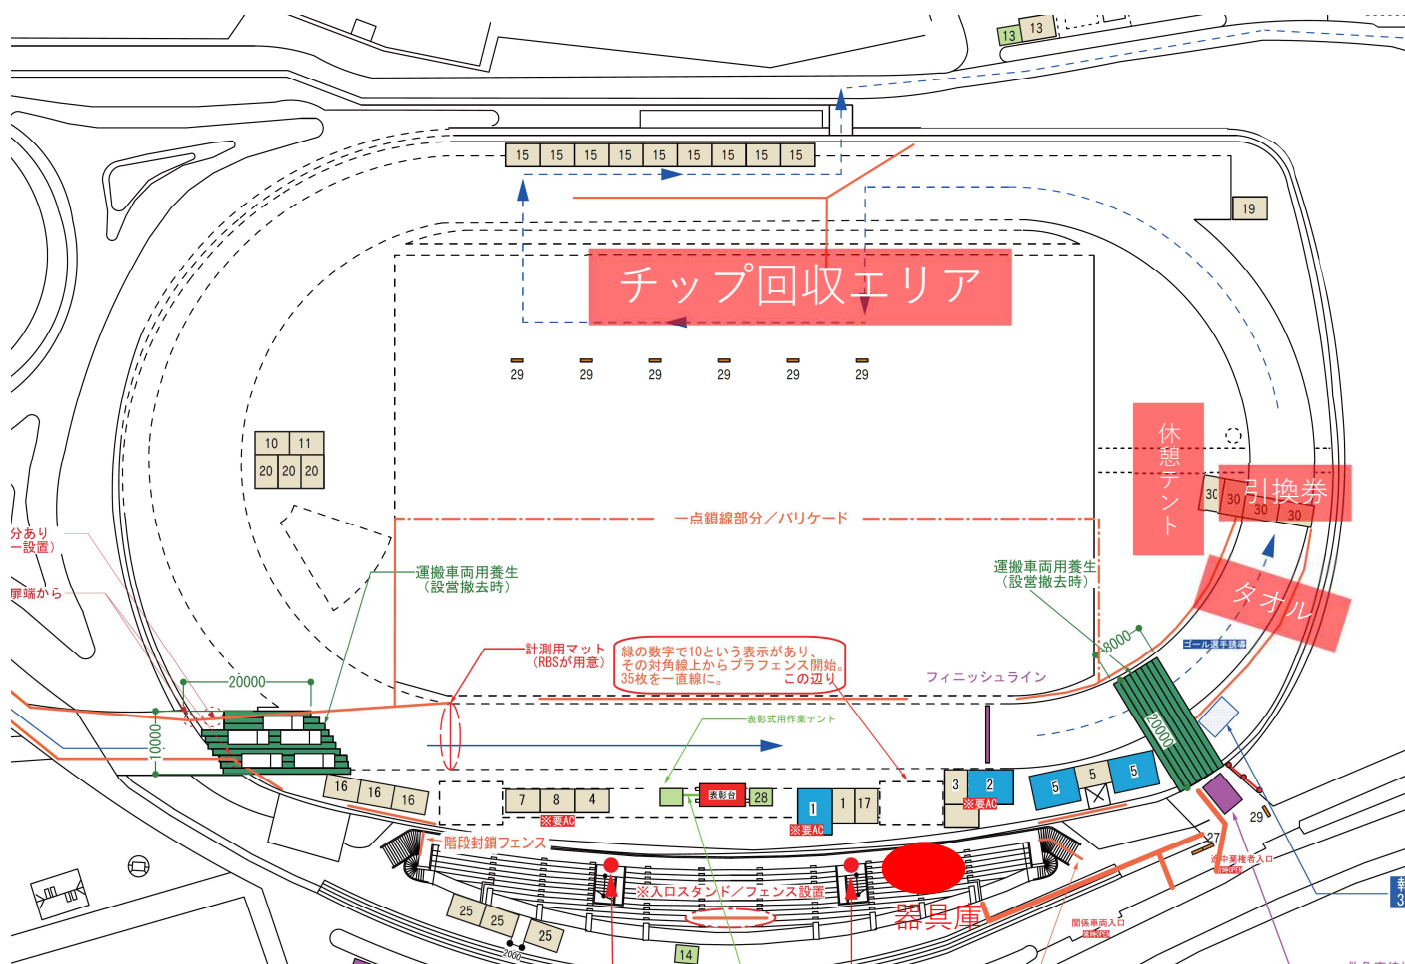 13
13
15 15 15 15 15 15 15 15 15
19
チップ回収エリア
29 29 29 29 29 29
10 11
20 20 20
休憩テント
30 30 30 30
引換券
タオル
一点鎖線部分／バリケード
分あり
ー設置）
扉端から
運搬車両用養生
（設営撤去時）
運搬車両用養生
（設営撤去時）
計測用マット
（RBSが用意）
緑の数字で10という表示があり、
その対角線上からプラフェンス開始。
35枚を一直線に。 この辺り
フィニッシュライン
ゴール選手誘導
8000
20000
20000
10000
表彰式用作業テント
16 16 16
7 8 4
※要AC
表彰台
28
1 1 17
※要AC
3 2
※要AC
5 5 5
階段封鎖フェンス
※入口スタンド／フェンス設置
器具庫
25 25 25
2000
14
27
29
途中棄権者入口
関係車両入口
3